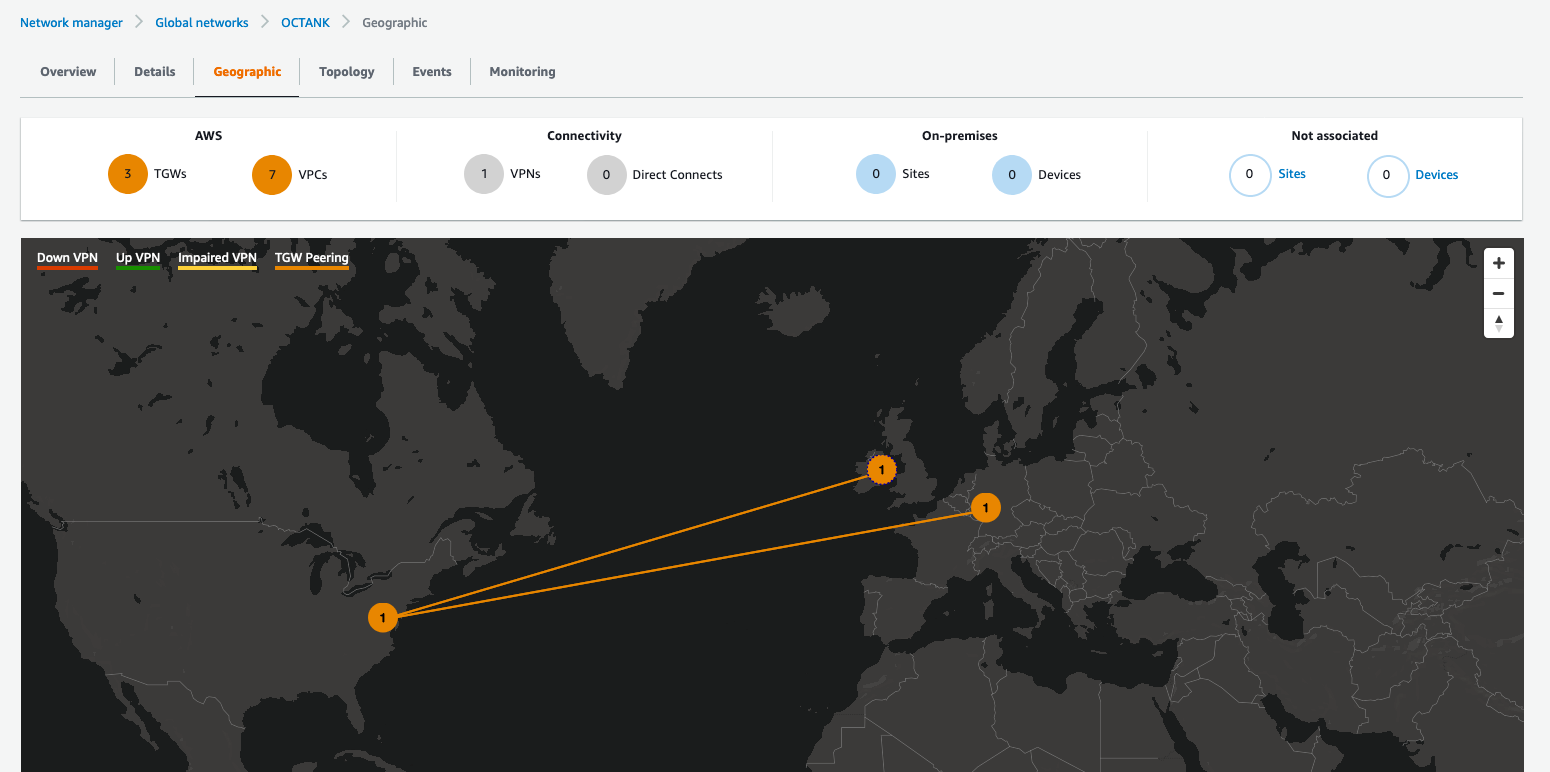 Network manager > Global networks > OCTANK > Geographic
Overview Details Geographic Topology Events Monitoring
AWS Connectivity On-premises Not associated
3 TGWs 7 VPCs 1 VPNs 0 Direct Connects 0 Sites 0 Devices 0 Sites 0 Devices
Down VPN Up VPN Impaired VPN TGW Peering
1
1
1